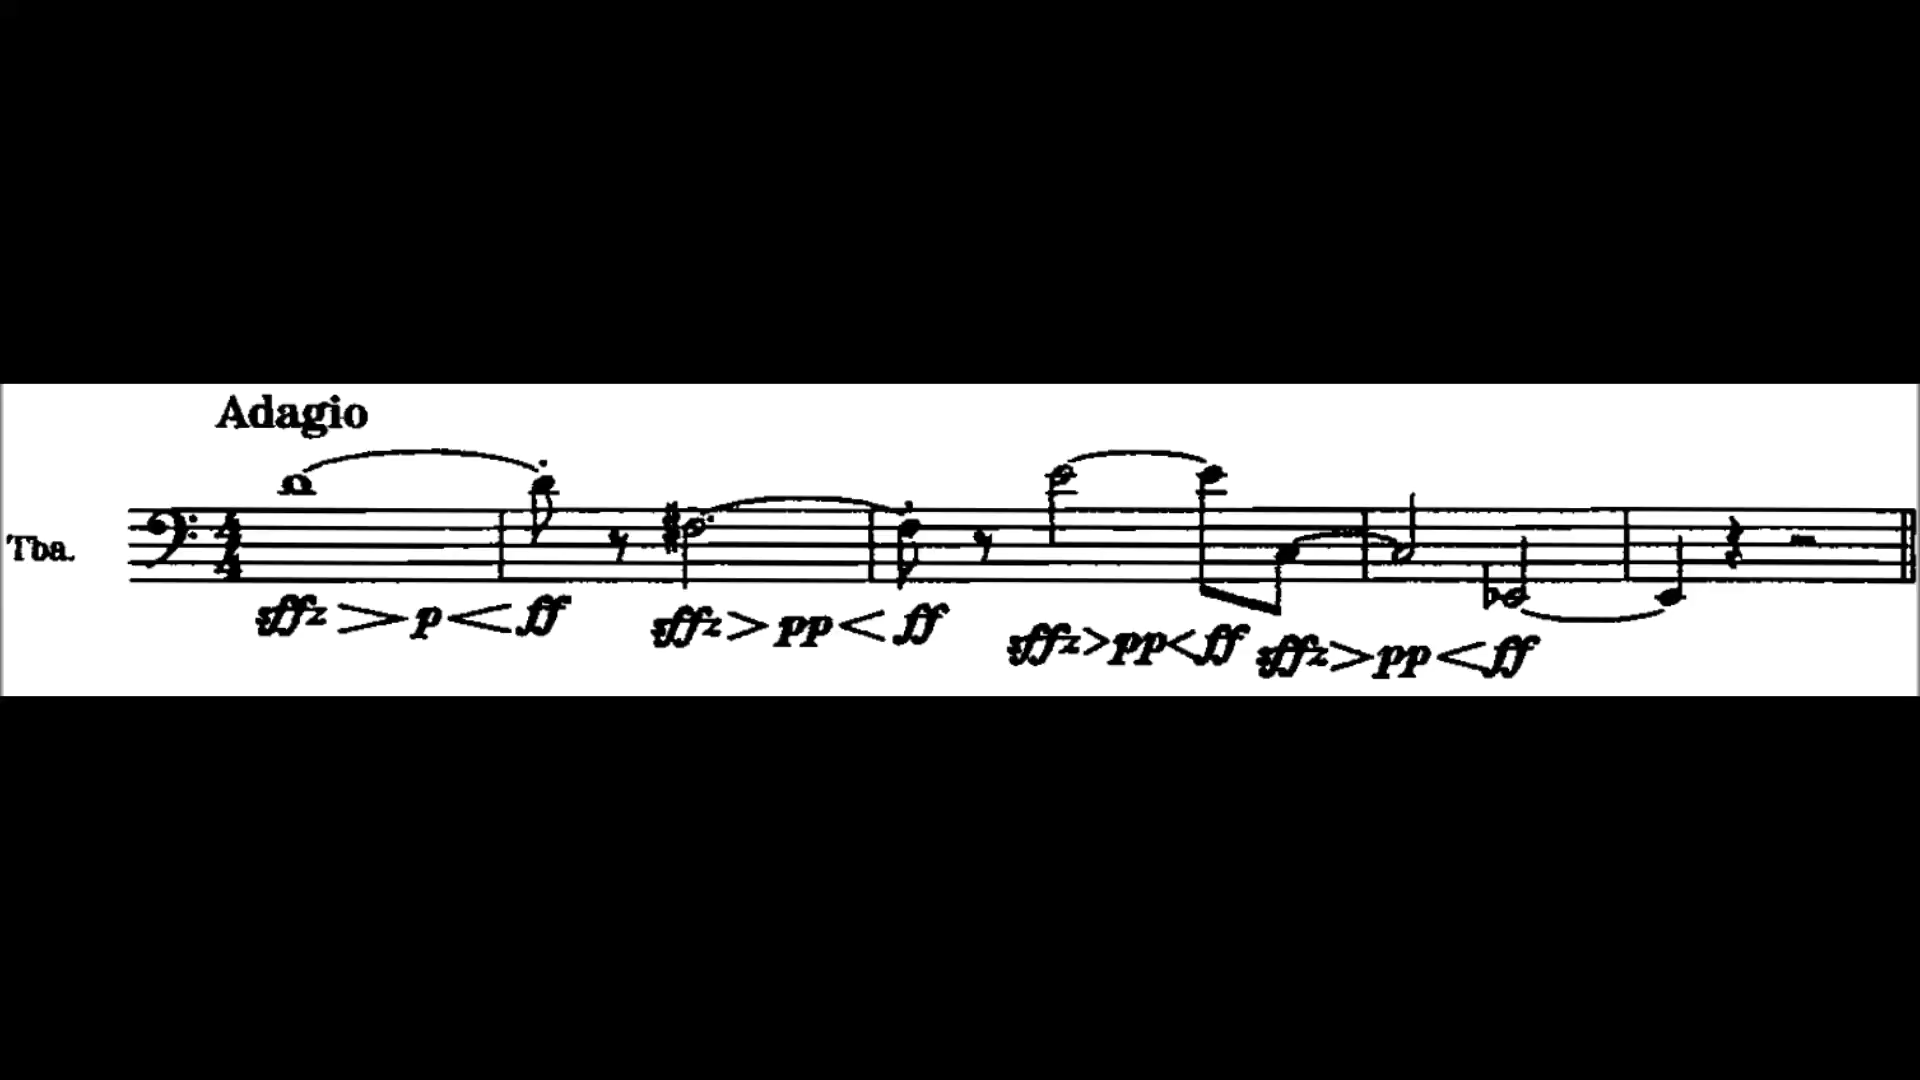 Adagio
Tba.
sffz > p < ff sffz > pp < ff sffz > pp < ff sffz > pp < ff